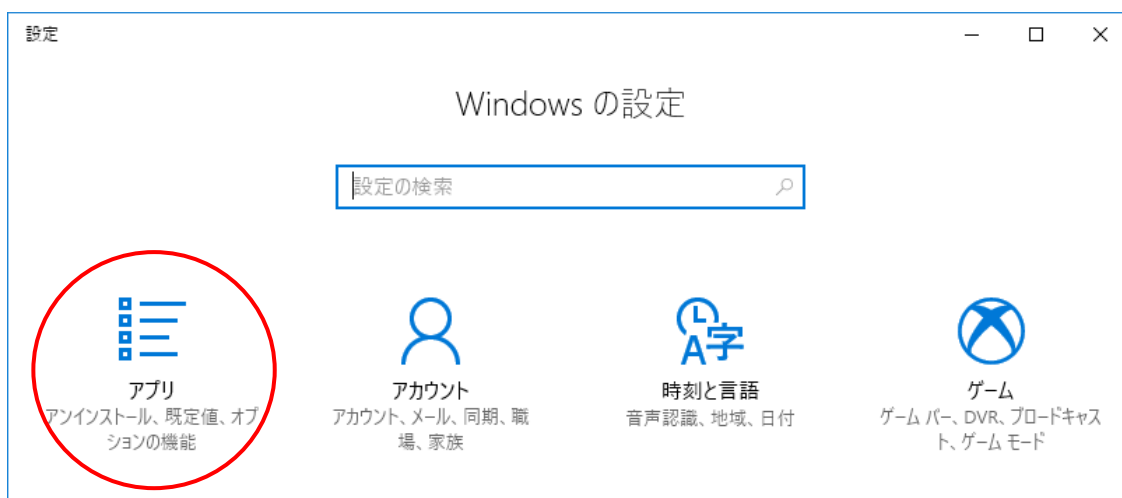 設定
Windows の設定
設定の検索
アプリ
アンインストール、既定値、オプ
ションの機能
アカウント
アカウント、メール、同期、職
場、家族
時刻と言語
音声認識、地域、日付
ゲーム
ゲーム バー、DVR、ブロードキャス
ト、ゲーム モード